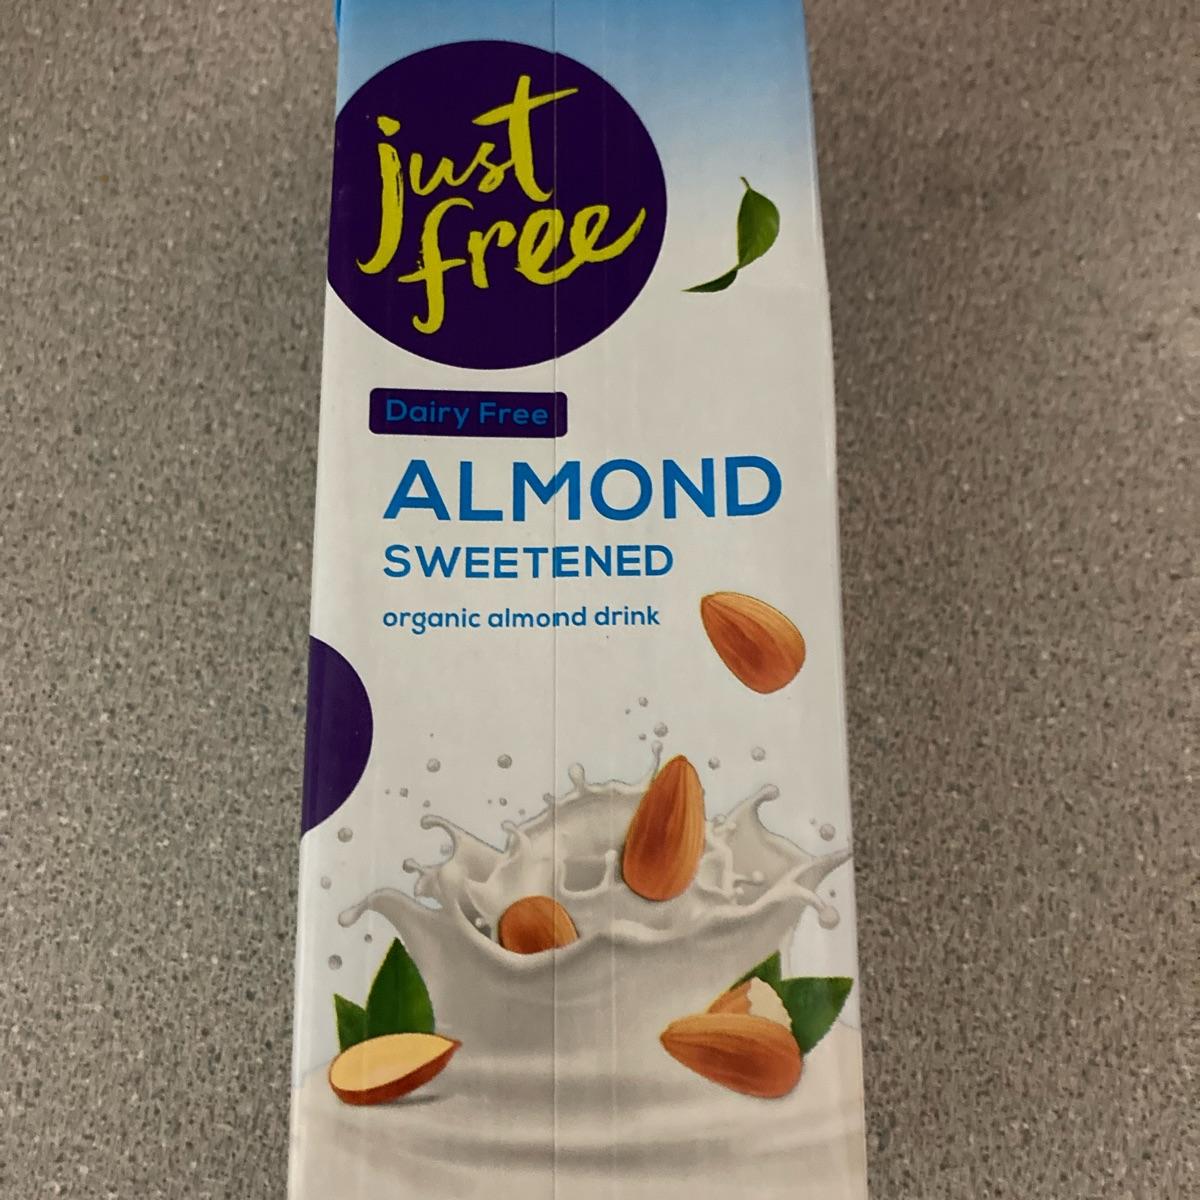 just
free
Dairy Free
ALMOND
SWEETENED
organic almond drink